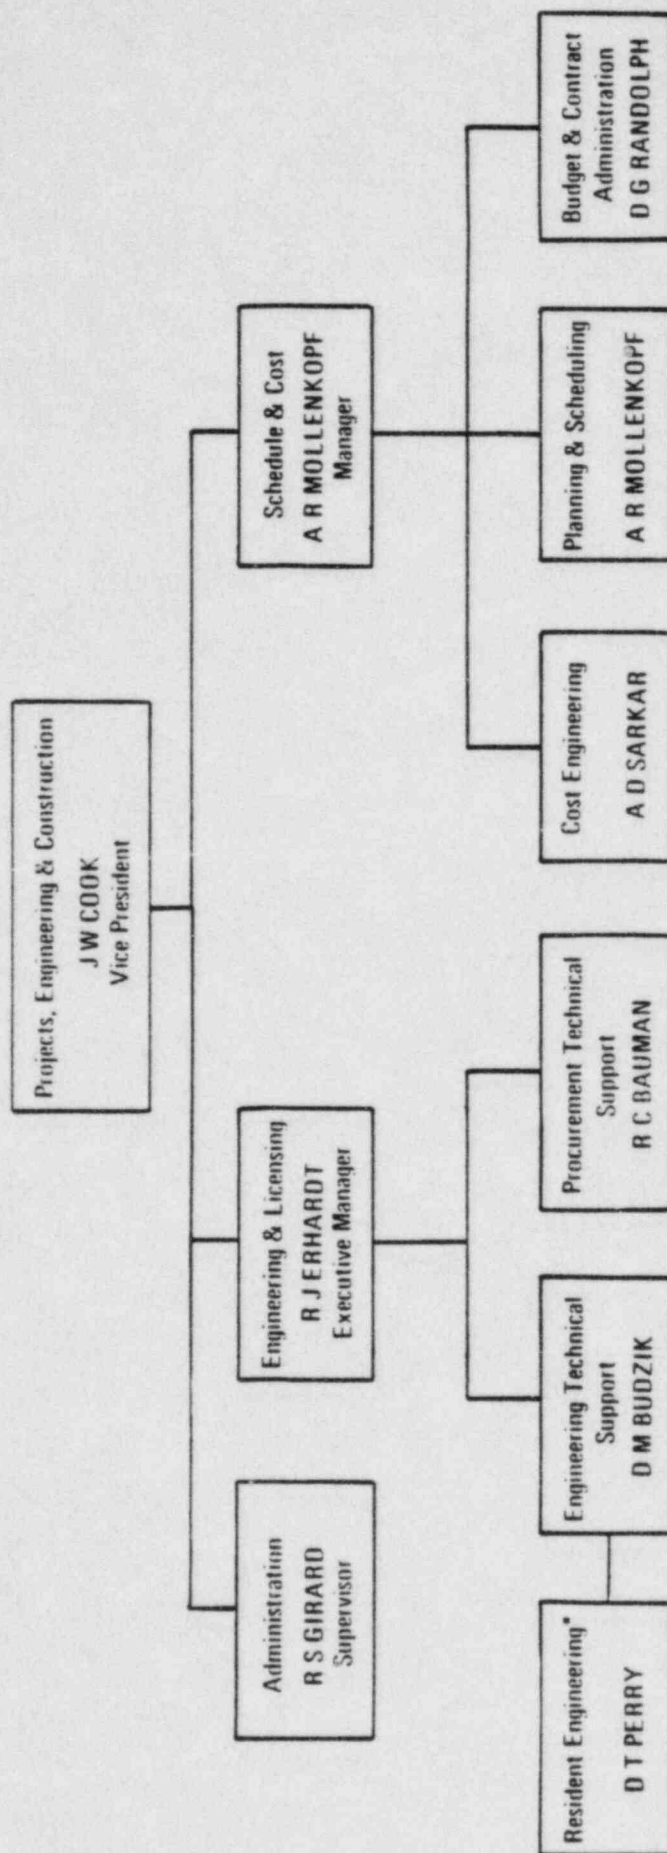 Projects, Engineering & Construction
J W COOK
Vice President
Administration
R S GIRARD
Supervisor
Engineering & Licensing
R J ERHARDT
Executive Manager
Schedule & Cost
A R MOLLENKOPF
Manager
Resident Engineering*
D T PERRY
Engineering Technical
Support
D M BUDZIK
Procurement Technical
Support
R C BAUMAN
Cost Engineering
A D SARKAR
Planning & Scheduling
A R MOLLENKOPF
Budget & Contract
Administration
D G RANDOLPH